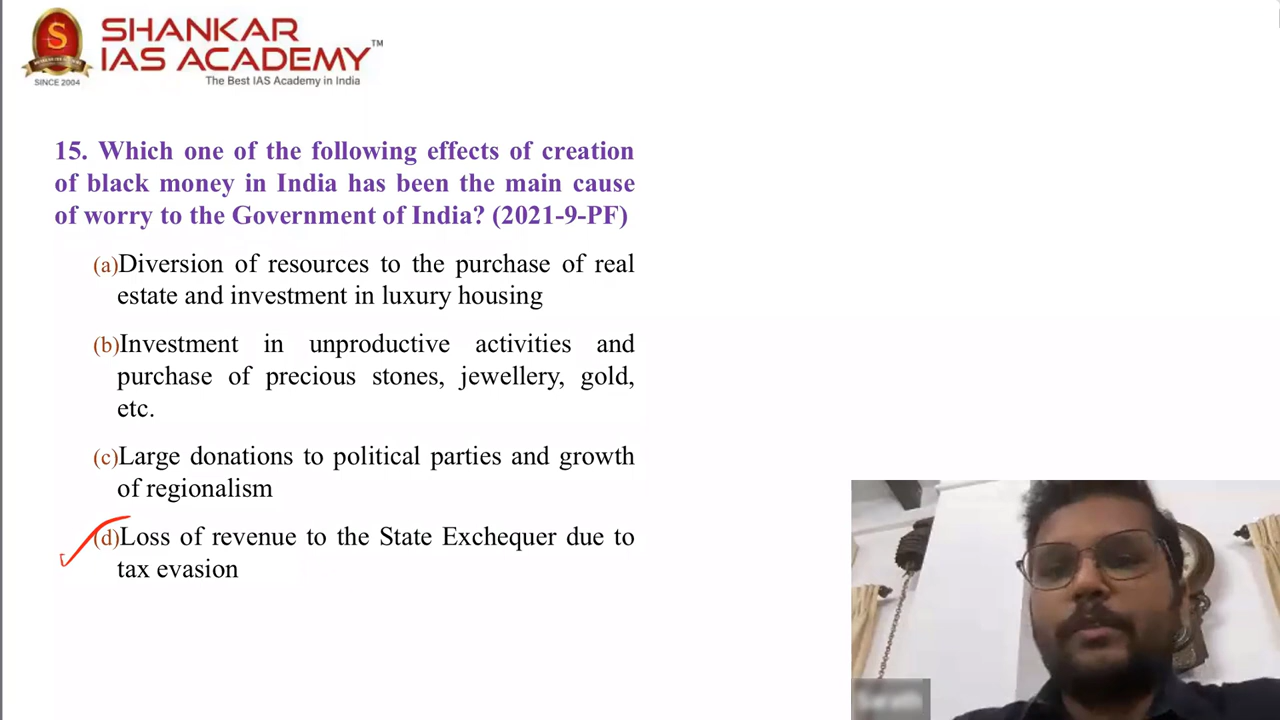 SHANKAR
IAS ACADEMY™
The Best IAS Academy in India
S
SINCE 2004
15. Which one of the following effects of creation
of black money in India has been the main cause
of worry to the Government of India? (2021-9-PF)
(a)Diversion of resources to the purchase of real
estate and investment in luxury housing
(b)Investment in unproductive activities and
purchase of precious stones, jewellery, gold,
etc.
(c)Large donations to political parties and growth
of regionalism
(d)Loss of revenue to the State Exchequer due to
tax evasion